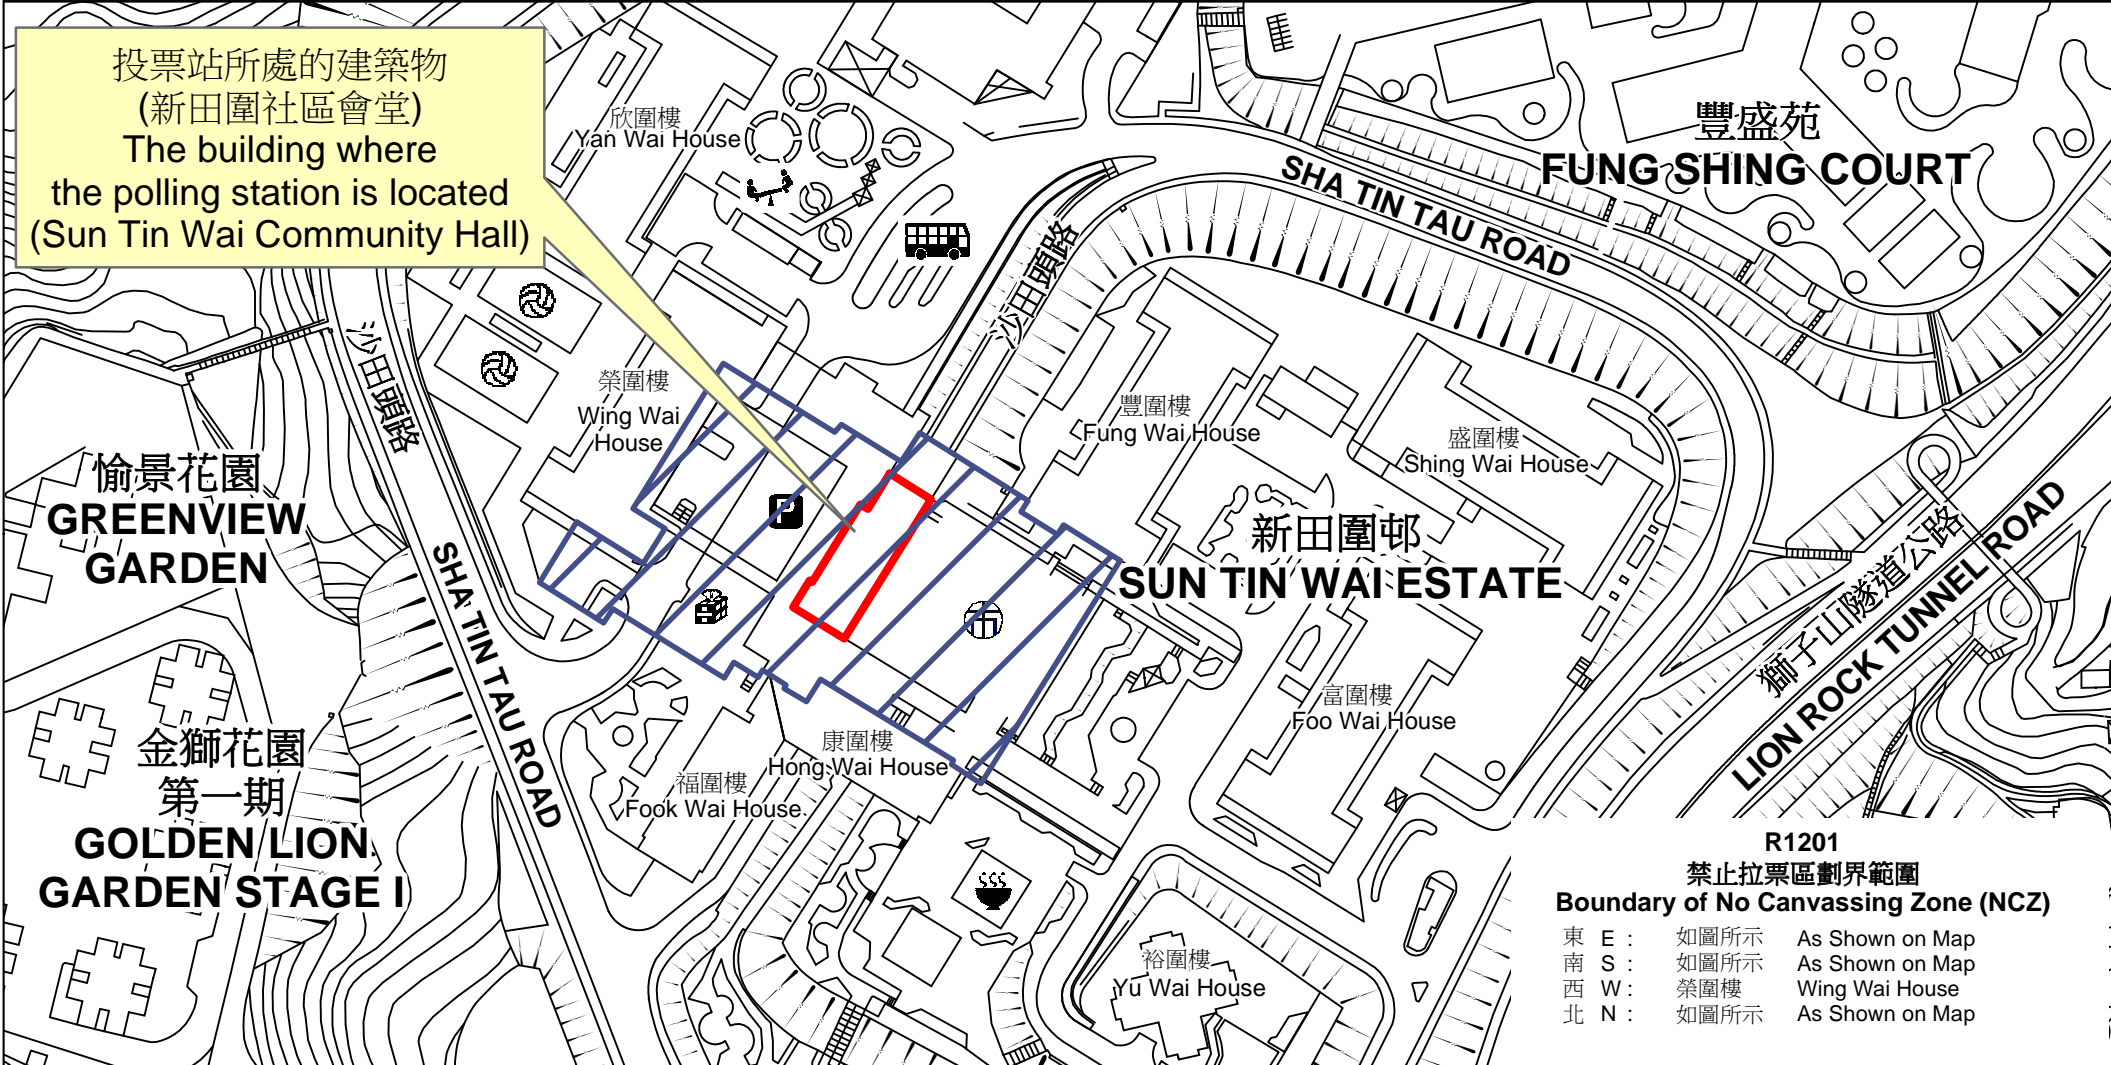 投票站所處的建築物
(新田圍社區會堂)
The building where
the polling station is located
(Sun Tin Wai Community Hall)
欣圍樓
Yan Wai House
豐盛苑
FUNG SHING COURT
SHA TIN TAU ROAD
沙田頭路
沙田頭路
榮圍樓
Wing Wai
House
豐圍樓
Fung Wai House
盛圍樓
Shing Wai House
愉景花園
GREENVIEW
GARDEN
P
新田圍邨
SUN TIN WAI ESTATE
SHA TIN TAU ROAD
獅子山隧道公路
LION ROCK TUNNEL ROAD
富圍樓
Foo Wai House
康圍樓
Hong Wai House
福圍樓
Fook Wai House
金獅花園
第一期
GOLDEN LION
GARDEN STAGE I
裕圍樓
Yu Wai House
R1201
禁止拉票區劃界範圍
Boundary of No Canvassing Zone (NCZ)
東 E : 如圖所示 As Shown on Map
南 S : 如圖所示 As Shown on Map
西 W : 榮圍樓 Wing Wai House
北 N : 如圖所示 As Shown on Map